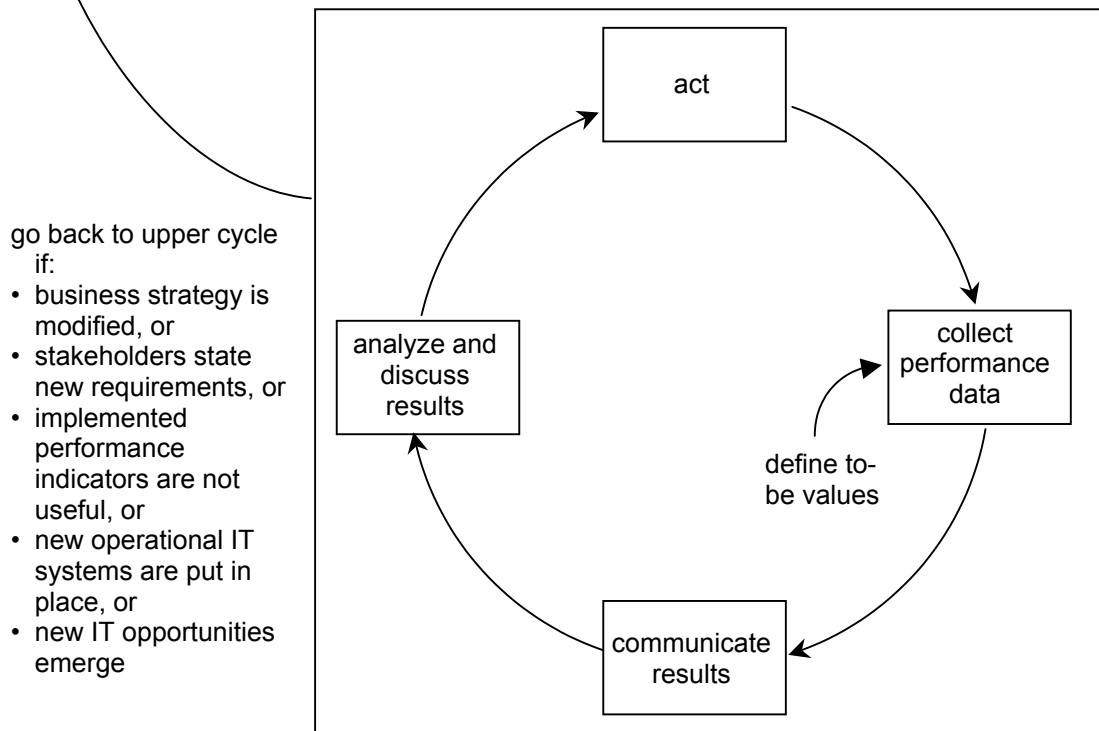 act
go back to upper cycle
if:
• business strategy is
modified, or
• stakeholders state
new requirements, or
• implemented
performance
indicators are not
useful, or
• new operational IT
systems are put in
place, or
• new IT opportunities
emerge
analyze and
discuss
results
collect
performance
data
define to-
be values
communicate
results